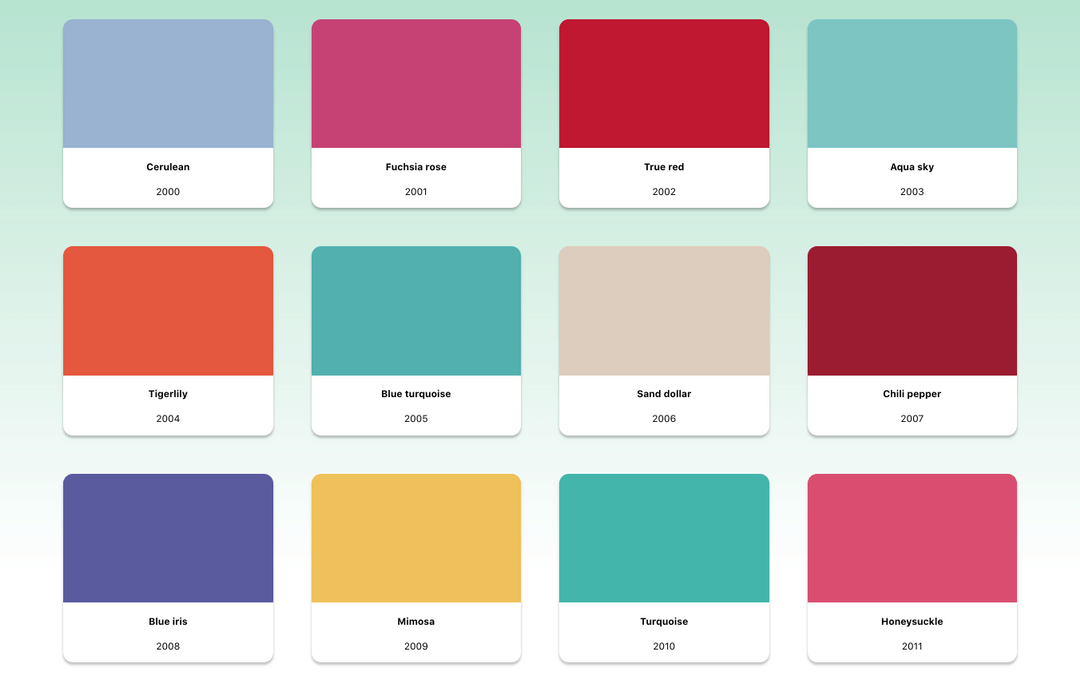 Cerulean
2000
Fuchsia rose
2001
True red
2002
Aqua sky
2003
Tigerlily
2004
Blue turquoise
2005
Sand dollar
2006
Chili pepper
2007
Blue iris
2008
Mimosa
2009
Turquoise
2010
Honeysuckle
2011